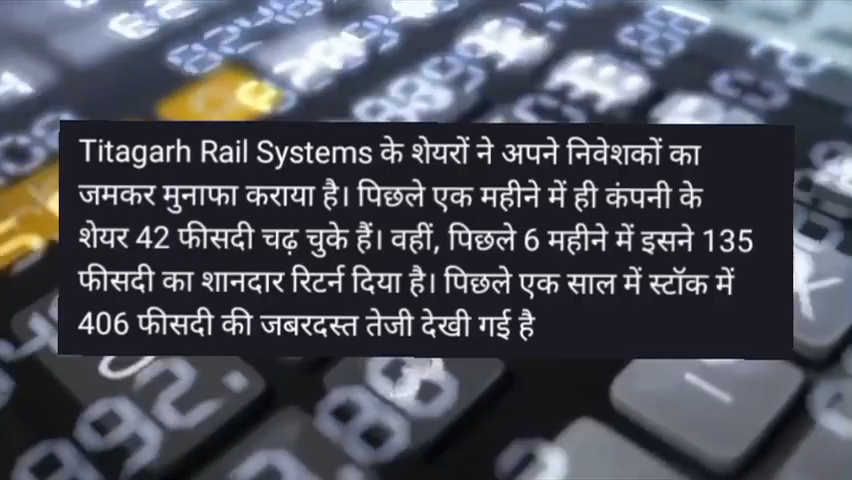 Titagarh Rail Systems के शेयरों ने अपने निवेशकों का
जमकर मुनाफा कराया है। पिछले एक महीने में ही कंपनी के
शेयर 42 फीसदी चढ़ चुके हैं। वहीं, पिछले 6 महीने में इसने 135
फीसदी का शानदार रिटर्न दिया है। पिछले एक साल में स्टॉक में
406 फीसदी की जबरदस्त तेजी देखी गई है